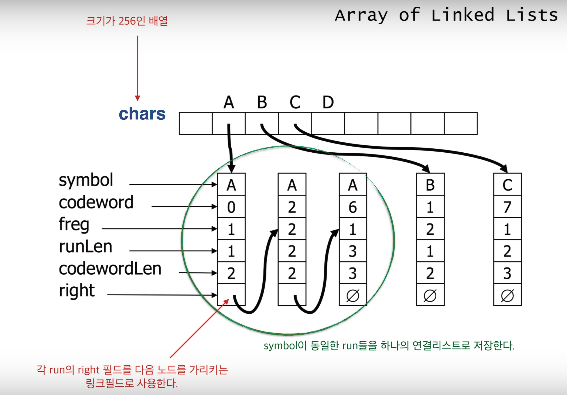 Array of Linked Lists
크기가 256인 배열
A B C D
chars
symbol A A A B C
codeword 0 2 6 1 7
freg 1 2 1 2 1
runLen 1 2 3 1 2
codewordLen 2 2 3 2 3
right ∅ ∅ ∅
symbol이 동일한 run들을 하나의 연결리스트로 저장한다.
각 run의 right 필드를 다음 노드를 가리키는
링크필드로 사용한다.